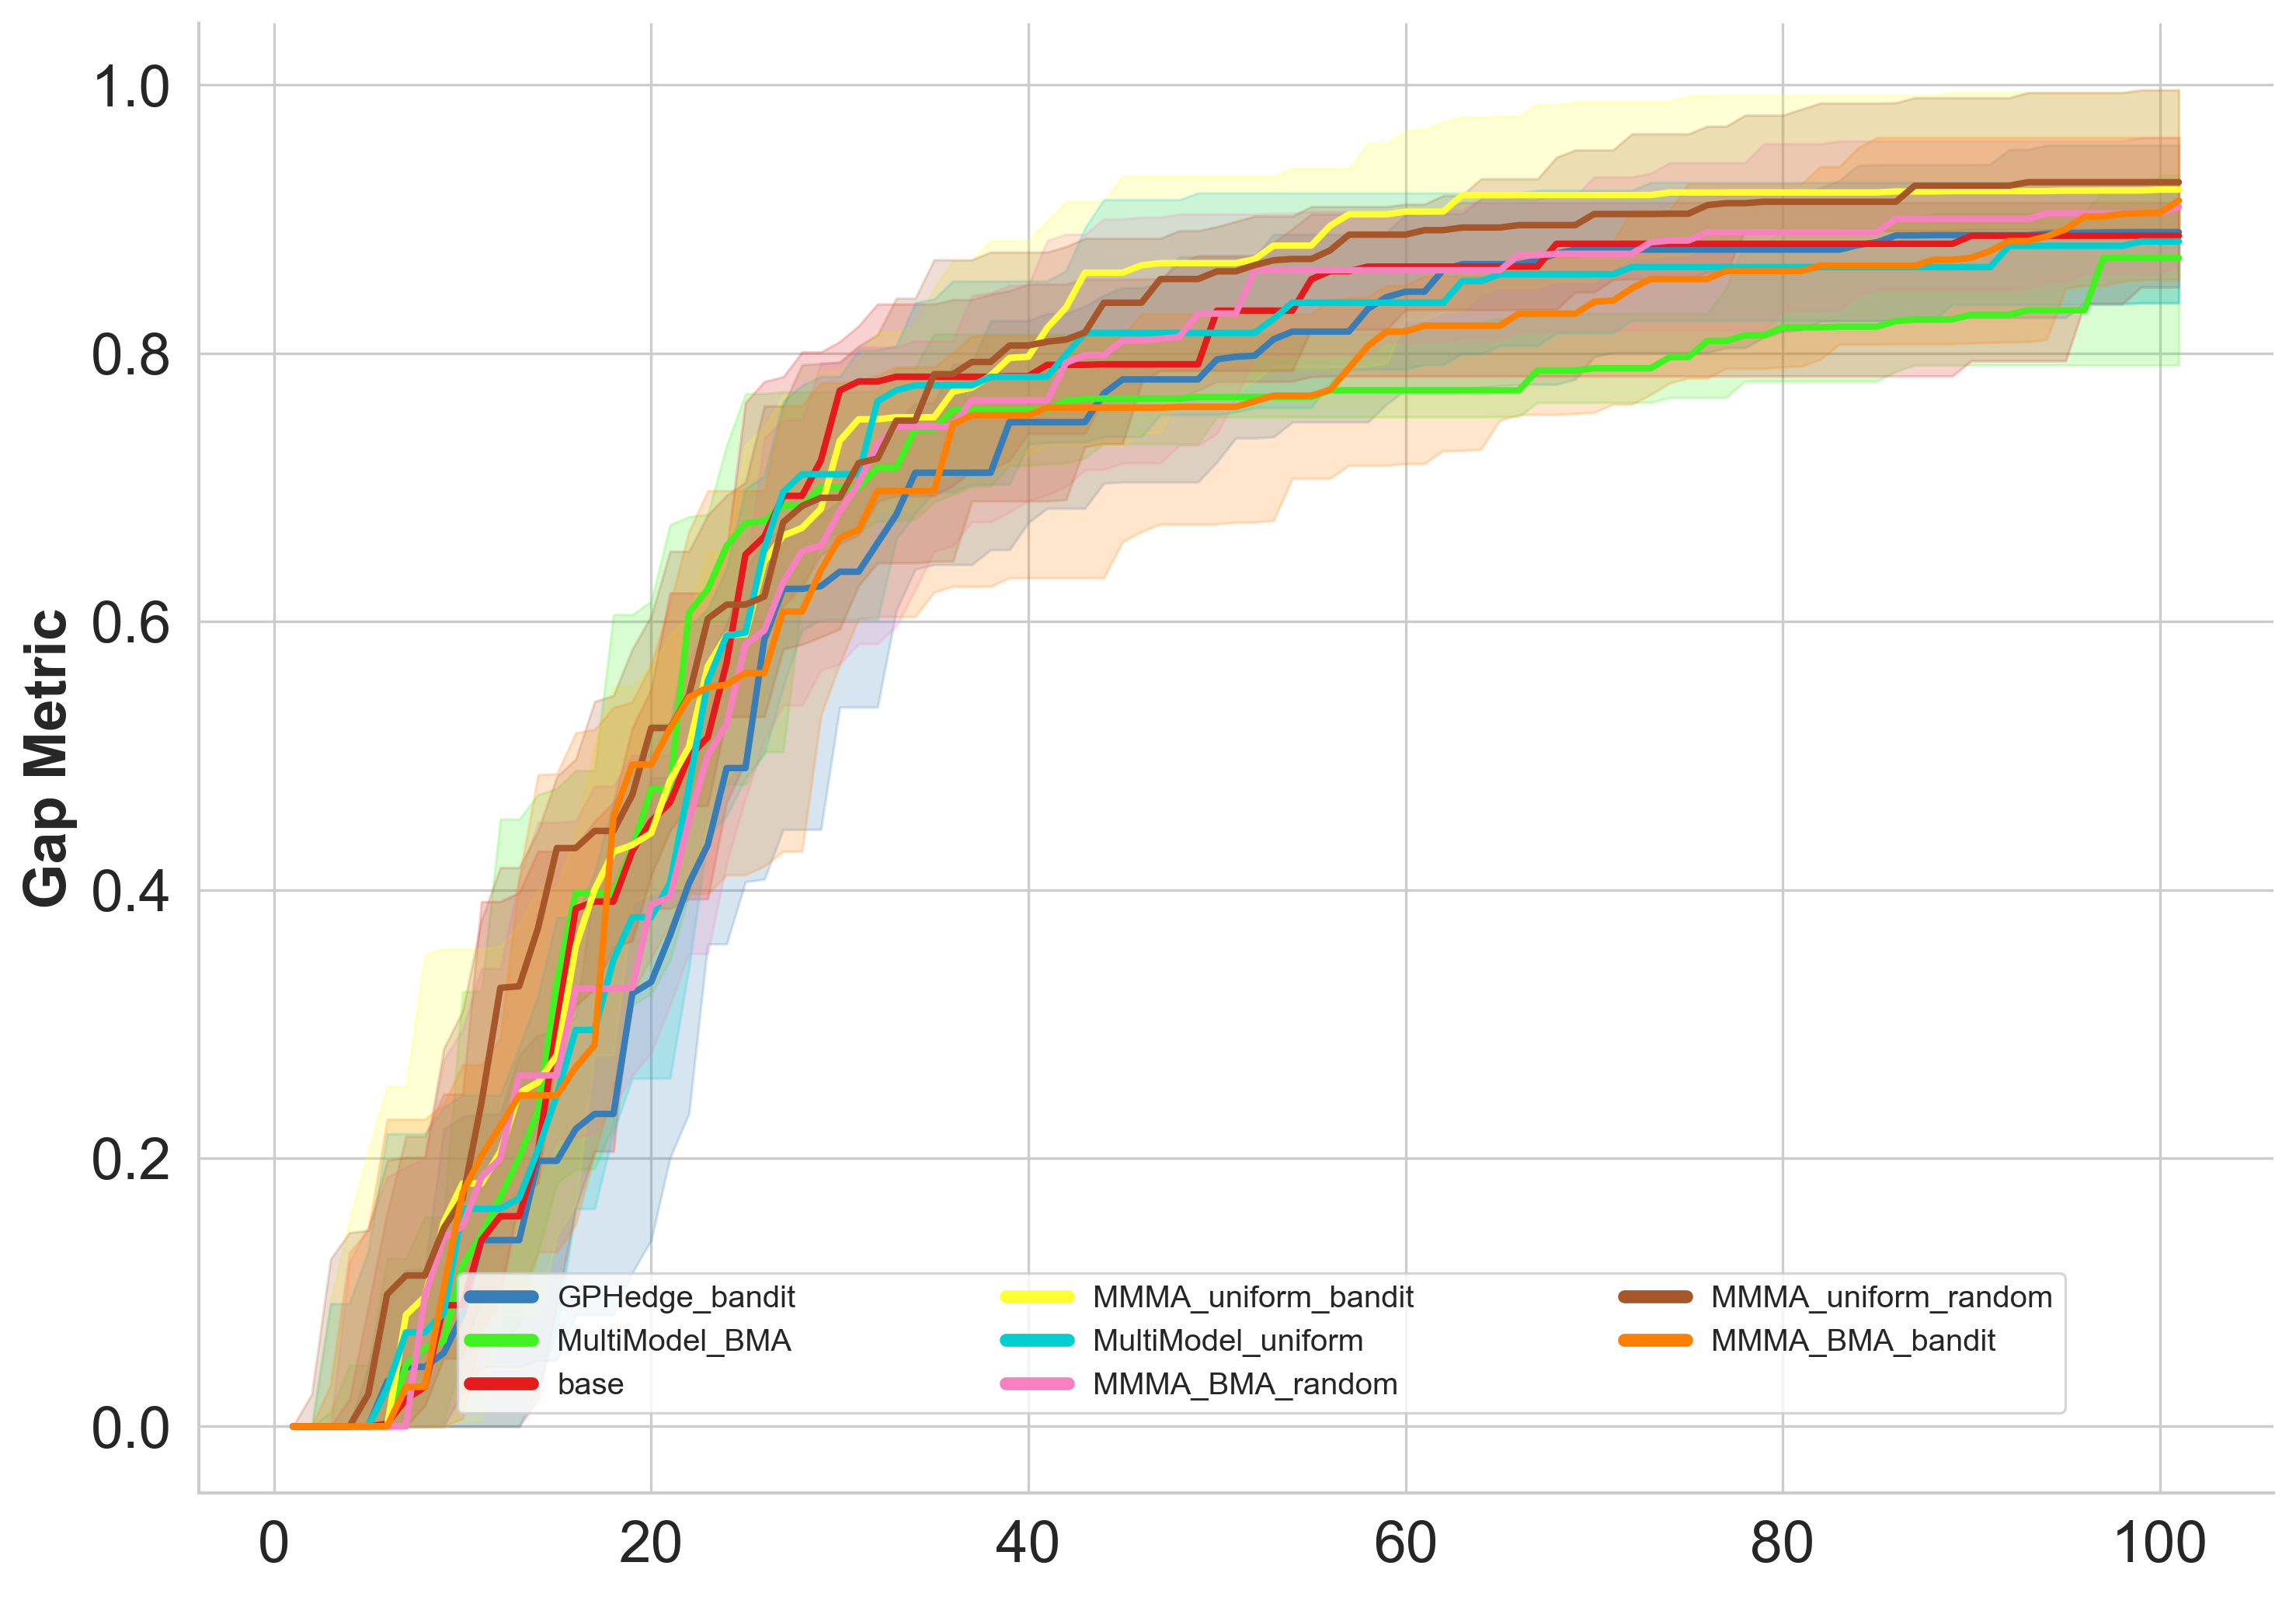 1.0
0.8
0.6
0.4
0.2
0.0
Gap Metric
GPHedge_bandit
MultiModel_BMA
base
MMMA_uniform_bandit
MultiModel_uniform
MMMA_BMA_random
MMMA_uniform_random
MMMA_BMA_bandit
0 20 40 60 80 100